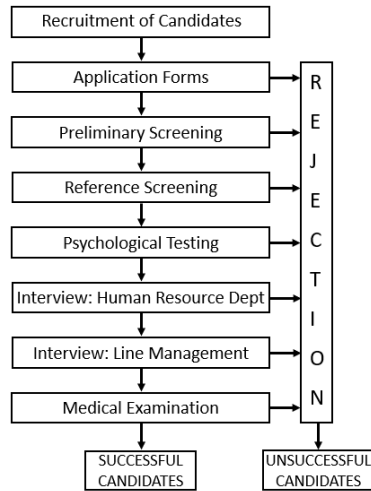 Recruitment of Candidates
Application Forms
Preliminary Screening
Reference Screening
Psychological Testing
Interview: Human Resource Dept
Interview: Line Management
Medical Examination
REJECTION
SUCCESSFUL
CANDIDATES
UNSUCCESSFUL
CANDIDATES